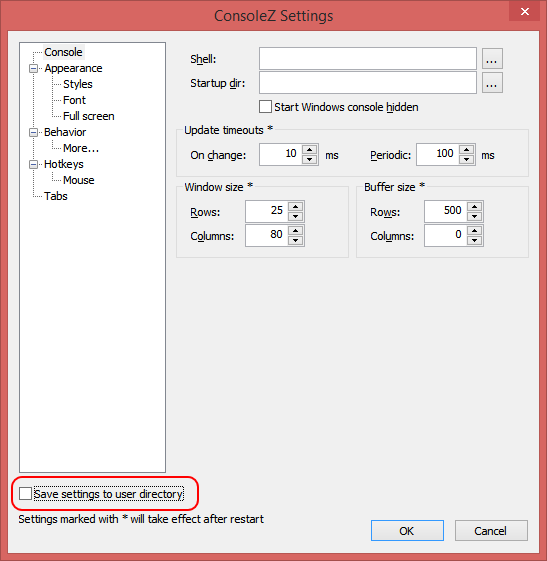 ConsoleZ Settings
Console
Appearance
Styles
Font
Full screen
Behavior
More...
Hotkeys
Mouse
Tabs
Shell: ...
Startup dir: ...
Start Windows console hidden
Update timeouts *
On change: 10 ms Periodic: 100 ms
Window size *
Rows: 25
Columns: 80
Buffer size *
Rows: 500
Columns: 0
Save settings to user directory
Settings marked with * will take effect after restart
OK Cancel